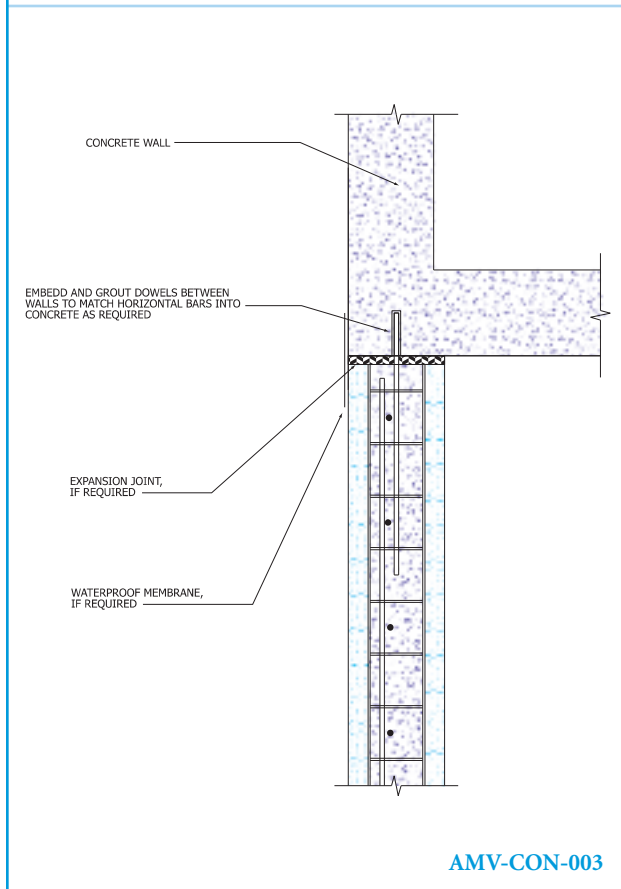 CONCRETE WALL
EMBEDD AND GROUT DOWELS BETWEEN
WALLS TO MATCH HORIZONTAL BARS INTO
CONCRETE AS REQUIRED
EXPANSION JOINT,
IF REQUIRED
WATERPROOF MEMBRANE,
IF REQUIRED
AMV-CON-003